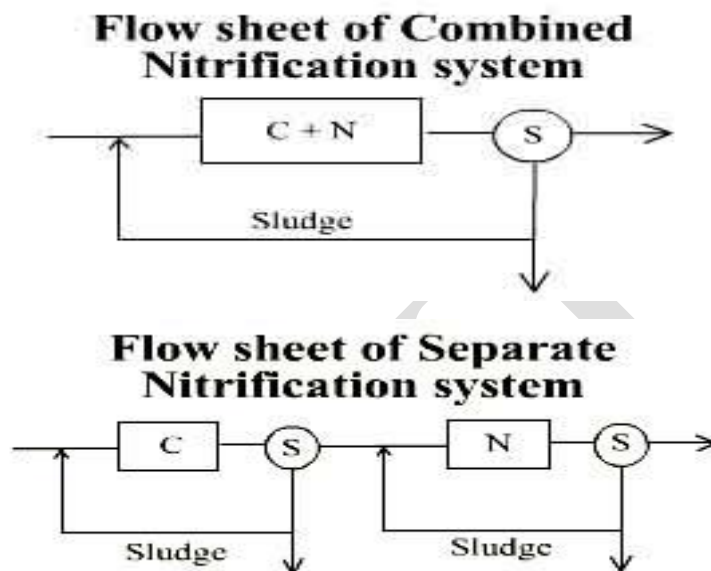 Flow sheet of Combined
Nitrification system
C + N
S
Sludge
Flow sheet of Separate
Nitrification system
C
S
N
S
Sludge
Sludge